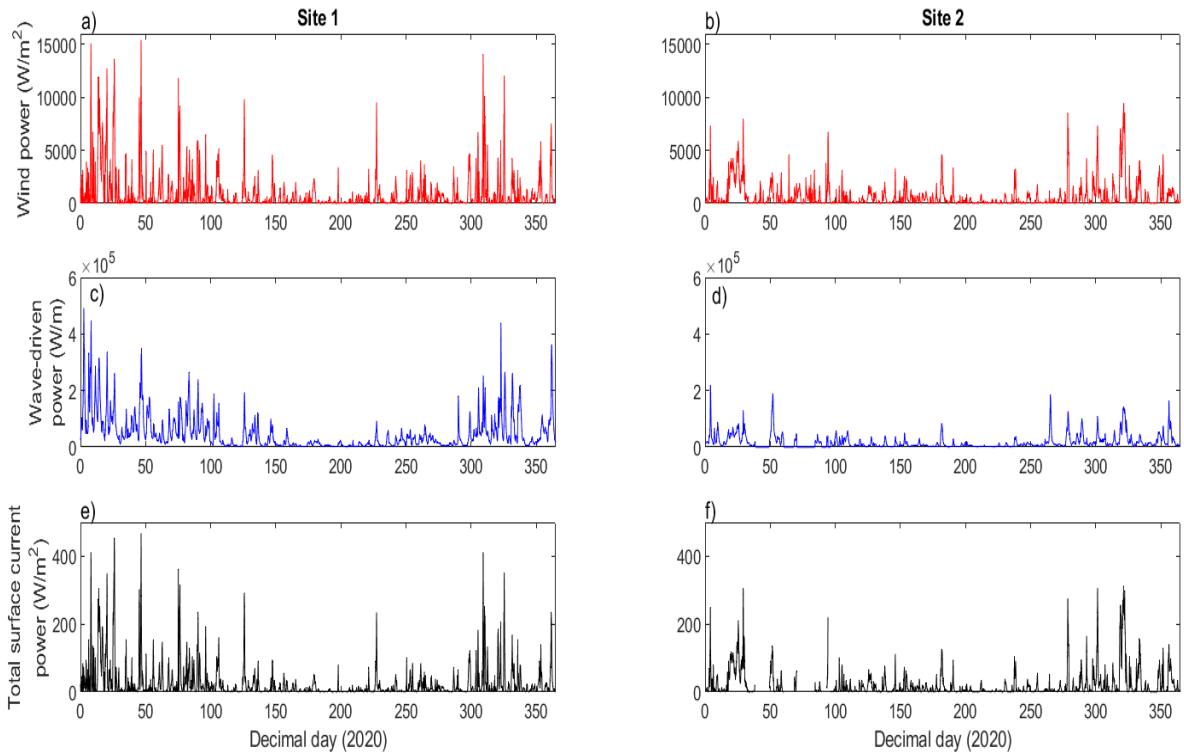 Site 1
Site 2
a)
b)
Wind power (W/m²)
15000
10000
5000
0
0 50 100 150 200 250 300 350
15000
10000
5000
0
0 50 100 150 200 250 300 350
c)
d)
Wave-driven
power (W/m)
6 ×10⁵
4
2
0
0 50 100 150 200 250 300 350
6 ×10⁵
4
2
0
0 50 100 150 200 250 300 350
e)
f)
Total surface current
power (W/m²)
400
200
0
0 50 100 150 200 250 300 350
Decimal day (2020)
400
200
0
0 50 100 150 200 250 300 350
Decimal day (2020)